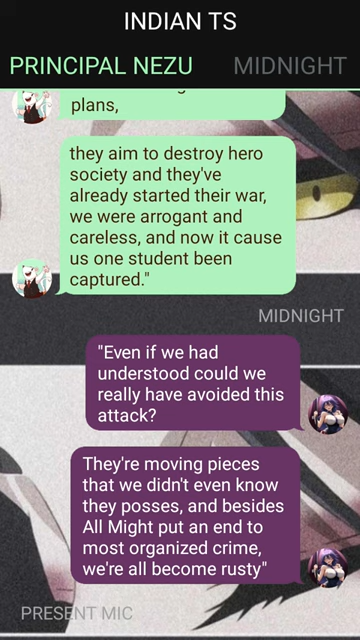 INDIAN TS
PRINCIPAL NEZU MIDNIGHT
plans,
they aim to destroy hero
society and they've
already started their war,
we were arrogant and
careless, and now it cause
us one student been
captured."
MIDNIGHT
"Even if we had
understood could we
really have avoided this
attack?
They're moving pieces
that we didn't even know
they posses, and besides
All Might put an end to
most organized crime,
we're all become rusty"
PRESENT MIC